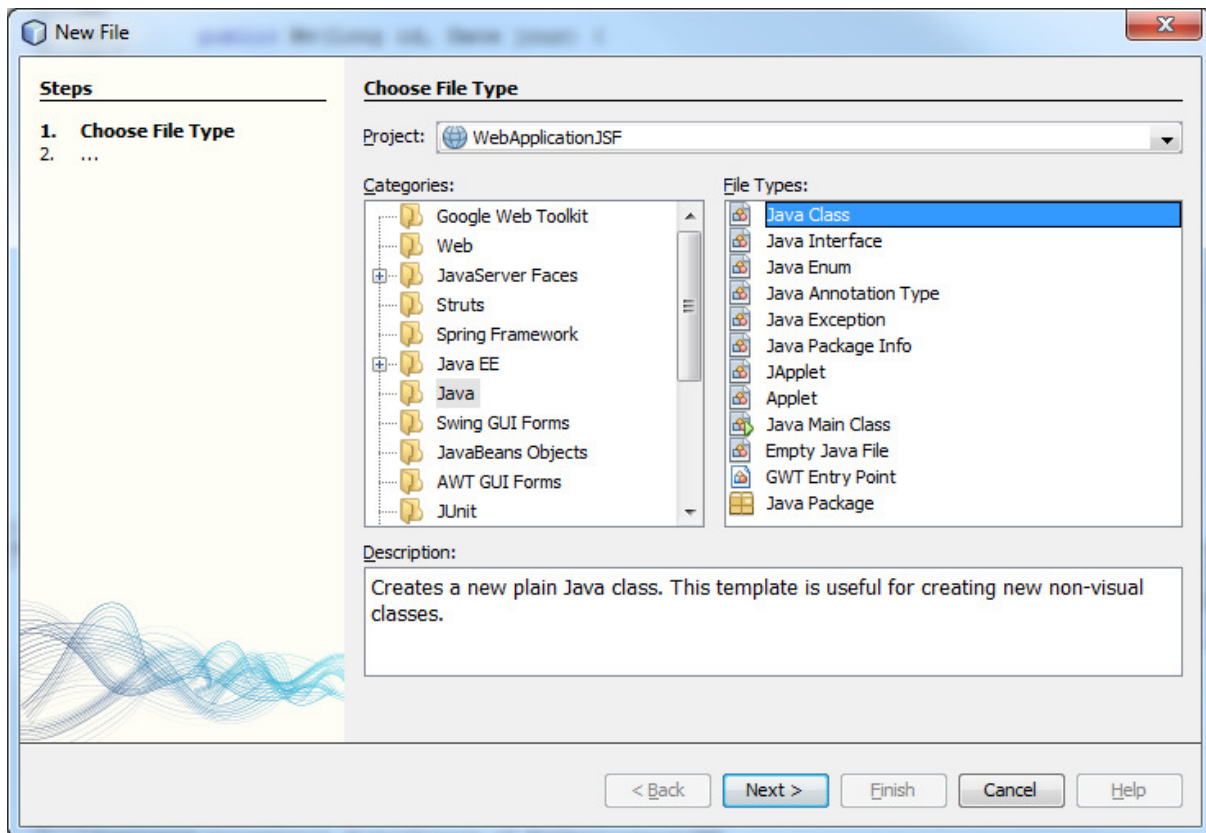 New File
Steps
1. Choose File Type
2. ...
Choose File Type
Project: WebApplicationJSF
Categories:
Google Web Toolkit
Web
JavaServer Faces
Struts
Spring Framework
Java EE
Java
Swing GUI Forms
JavaBeans Objects
AWT GUI Forms
JUnit
File Types:
Java Class
Java Interface
Java Enum
Java Annotation Type
Java Exception
Java Package Info
JApplet
Applet
Java Main Class
Empty Java File
GWT Entry Point
Java Package
Description:
Creates a new plain Java class. This template is useful for creating new non-visual
classes.
< Back Next > Finish Cancel Help